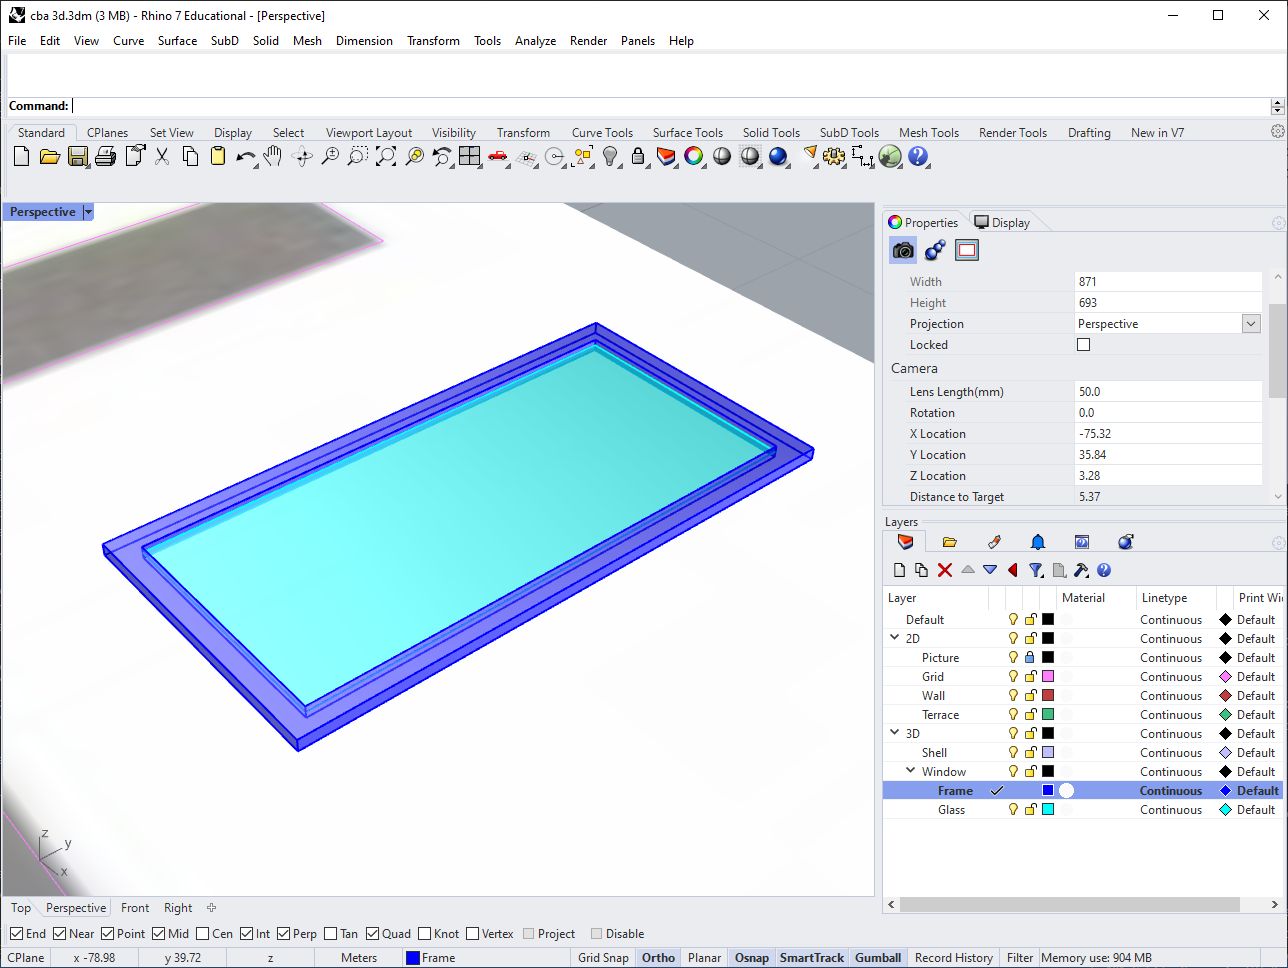 cba 3d.3dm (3 MB) - Rhino 7 Educational - [Perspective]
File Edit View Curve Surface SubD Solid Mesh Dimension Transform Tools Analyze Render Panels Help
Command:
Standard CPlanes Set View Display Select Viewport Layout Visibility Transform Curve Tools Surface Tools Solid Tools SubD Tools Mesh Tools Render Tools Drafting New in V7
Perspective
Properties Display
Width 871
Height 693
Projection Perspective
Locked
Camera
Lens Length(mm) 50.0
Rotation 0.0
X Location -75.32
Y Location 35.84
Z Location 3.28
Distance to Target 5.37
Layers
Layer Material Linetype Print Wi
Default Continuous Default
2D Continuous Default
Picture Continuous Default
Grid Continuous Default
Wall Continuous Default
Terrace Continuous Default
3D Continuous Default
Shell Continuous Default
Window Continuous Default
Frame Continuous Default
Glass Continuous Default
z
y
x
Top Perspective Front Right
End Near Point Mid Cen Int Perp Tan Quad Knot Vertex Project Disable
CPlane x -78.98 y 39.72 z Meters Frame Grid Snap Ortho Planar Osnap SmartTrack Gumball Record History Filter Memory use: 904 MB